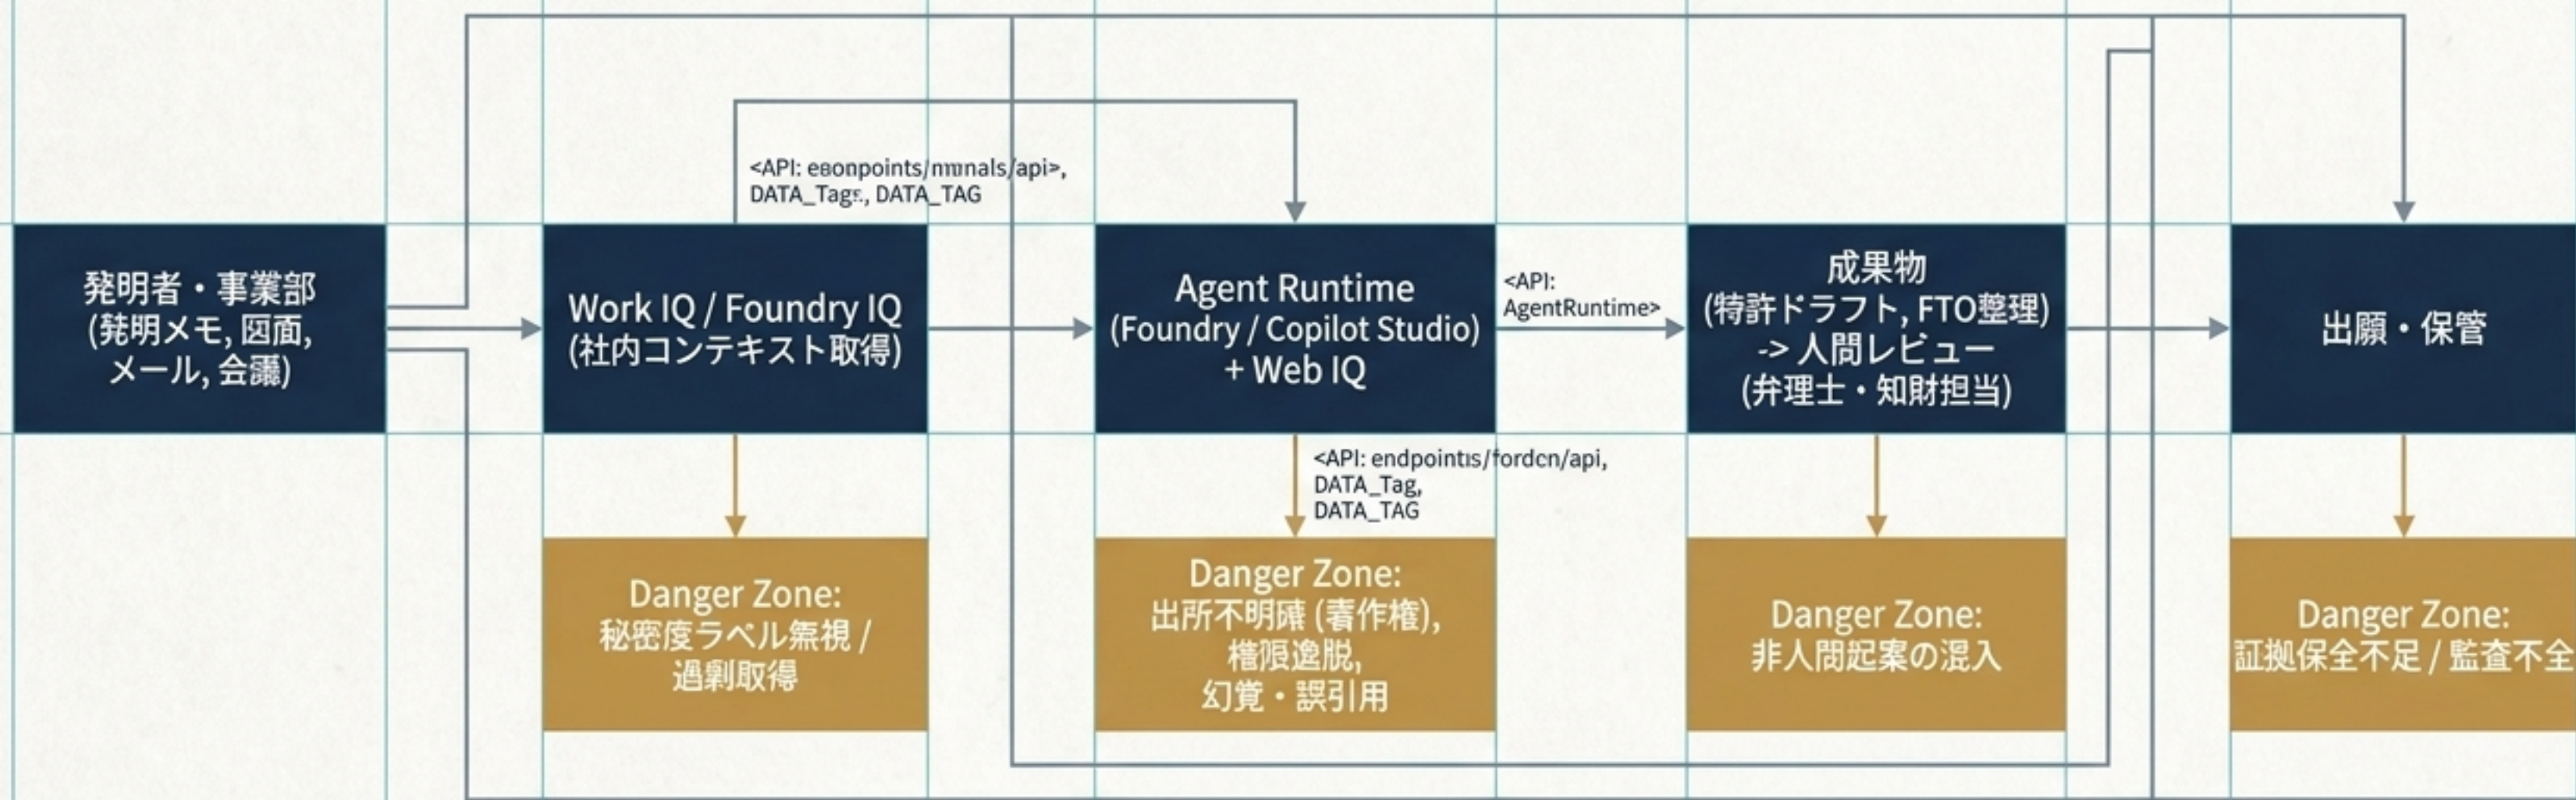 発明者・事業部
(発明メモ, 図面,
メール, 会議)
<API:
DATA_Tags., DATA_TAG
Work IQ / Foundry IQ
(社内コンテキスト取得)
Agent Runtime
(Foundry / Copilot Studio)
+ Web IQ
<API:
AgentRuntime>
成果物
(特許ドラフト, FTO整理)
-> 人間レビュー
(弁理士・知財担当)
出願・保管
<API:
DATA_Tag,
DATA_TAG
Danger Zone:
秘密度ラベル無視 /
過剰取得
Danger Zone:
出所不明確 (著作権),
権限逸脱,
幻覚・誤引用
Danger Zone:
非人間起案の混入
Danger Zone:
証拠保全不足 / 監査不全